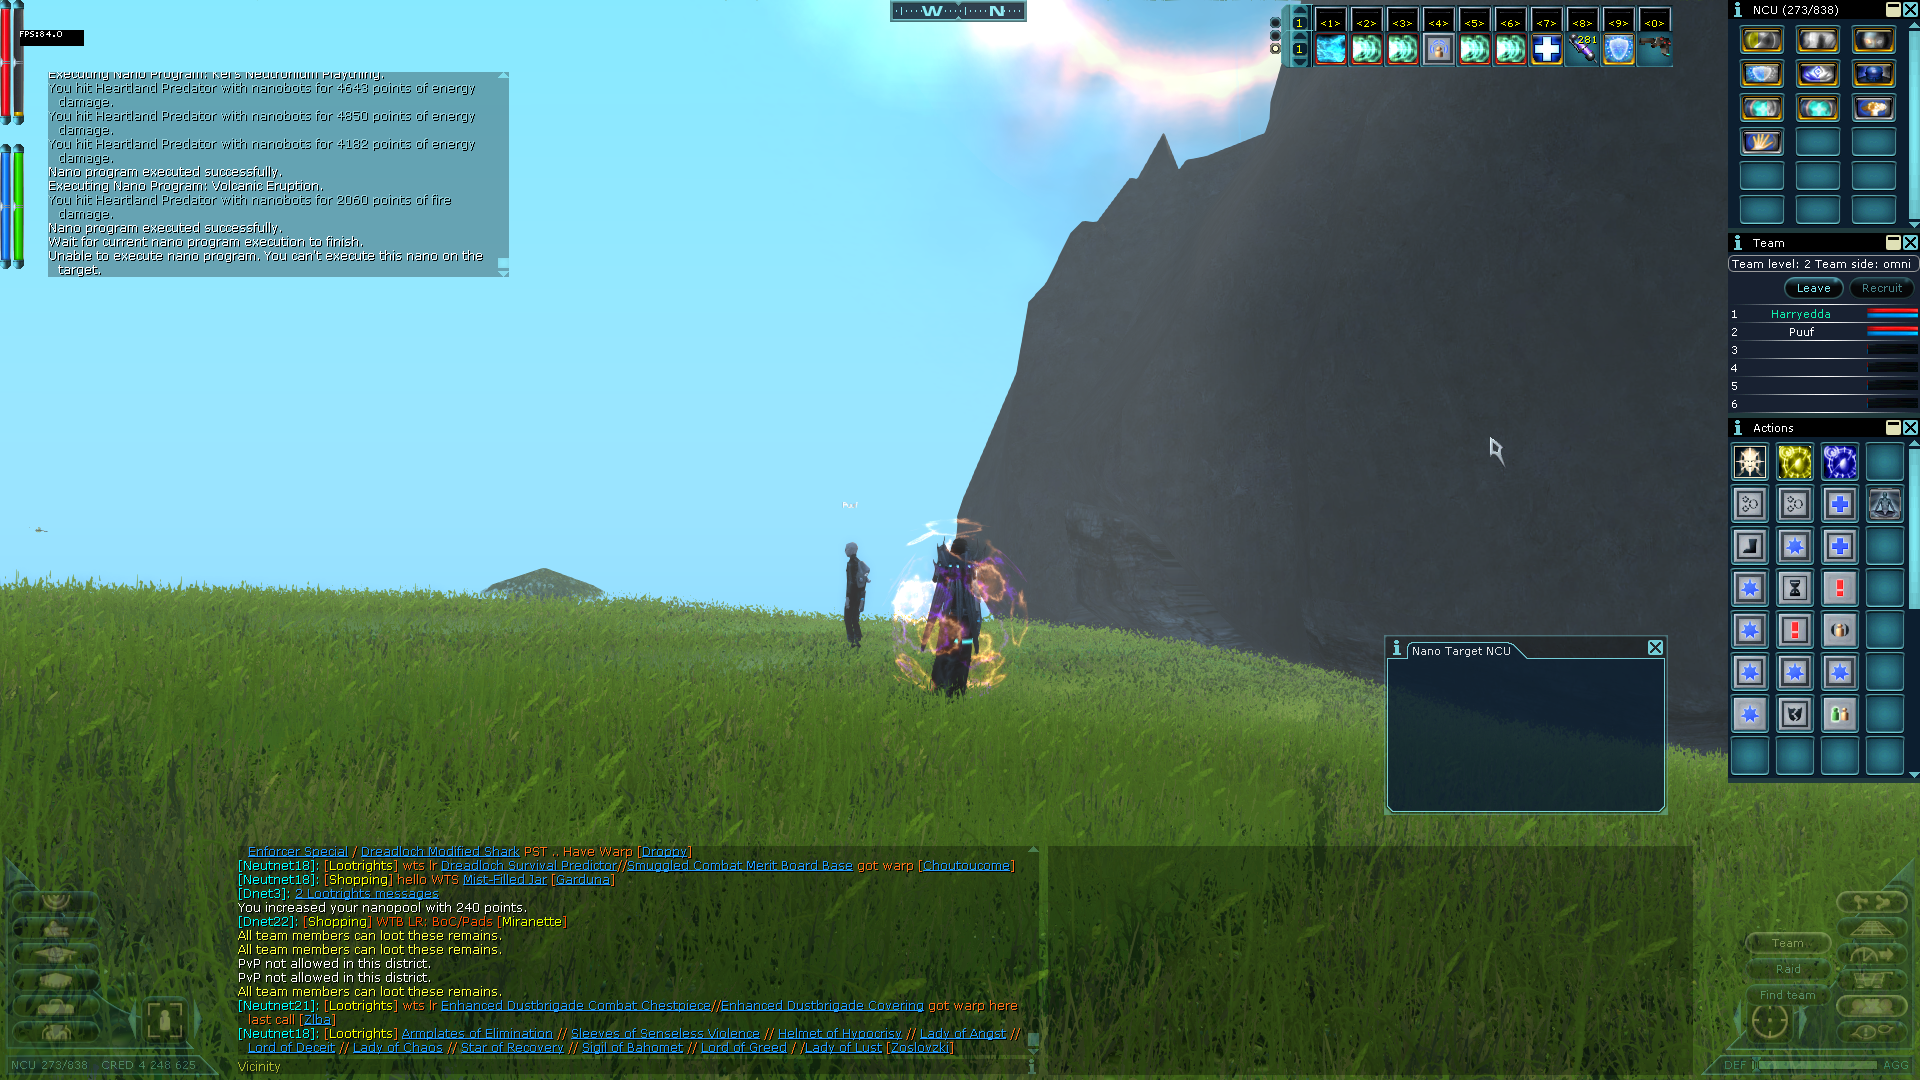 W N
FPS:84.0
1 <1> <2> <3> <4> <5> <6> <7> <8> <9> <0>
1
281
NCU (273/838)
Executing Nano Program: Kel's Neutronium Plaything.
You hit Heartland Predator with nanobots for 4643 points of energy
damage.
You hit Heartland Predator with nanobots for 4850 points of energy
damage.
You hit Heartland Predator with nanobots for 4182 points of energy
damage.
Nano program executed successfully.
Executing Nano Program: Volcanic Eruption.
You hit Heartland Predator with nanobots for 2060 points of fire
damage.
Nano program executed successfully.
Wait for current nano program execution to finish.
Unable to execute nano program. You can't execute this nano on the
target.
Team
Team level: 2 Team side: omni
Leave Recruit
1 Harryedda
2 Puuf
3
4
5
6
Actions
Puuf
Nano Target NCU
Enforcer Special / Dreadloch Modified Shark PST .. Have Warp [Droppy]
[Neutnet18]: [Lootrights] wts lr Dreadloch Survival Predictor//Smuggled Combat Merit Board Base got warp [Choutoucome]
[Neutnet18]: [Shopping] hello WTS Mist-Filled Jar [Garduna]
[Dnet3]: 2 Lootrights messages
You increased your nanopool with 240 points.
[Dnet22]: [Shopping] WTB LR: BoC/Pads [Miranette]
All team members can loot these remains.
All team members can loot these remains.
PvP not allowed in this district.
PvP not allowed in this district.
All team members can loot these remains.
[Neutnet21]: [Lootrights] wts lr Enhanced Dustbrigade Combat Chestpiece//Enhanced Dustbrigade Covering got warp here
last call [Ziba]
[Neutnet18]: [Lootrights] Armplates of Elimination // Sleeves of Senseless Violence // Helmet of Hypocrisy // Lady of Angst //
Lord of Deceit // Lady of Chaos // Star of Recovery // Sigil of Bahomet // Lord of Greed / /Lady of Lust [Zoslovzki]
Vicinity
NCU 273/838 CRED 4 248 625
Team
Raid
Find team
DEF AGG